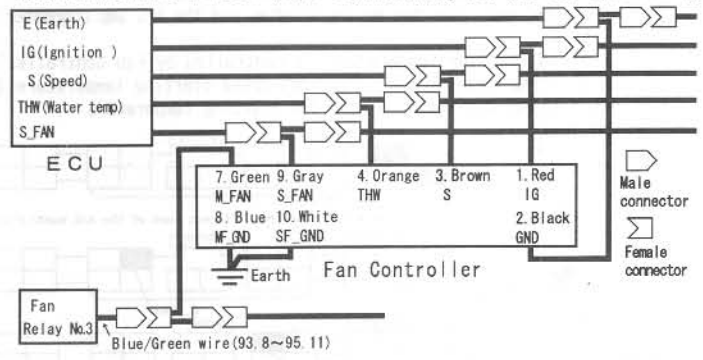 E(Earth)
IG(Ignition )
S(Speed)
THW(Water temp)
S_FAN
ECU
7. Green 9. Gray 4. Orange 3. Brown 1. Red
M_FAN S_FAN THW S IG
8. Blue 10. White 2. Black
MF_GND SF_GND GND
Earth Fan Controller
Male
connector
Female
connector
Fan
Relay No.3
Blue/Green wire(93.8~95.11)